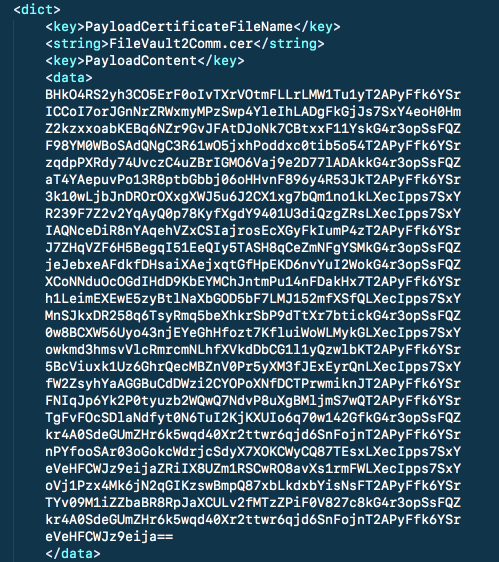 <dict>
<key>PayloadCertificateFileName</key>
<string>FileVault2Comm.cer</string>
<key>PayloadContent</key>
<data>
BHkO4RS2yh3CO5ErF0oIvTXrVOtmFLLrLMW1Tu1yT2APyFfk6YSr
ICCoI7orJGnNrZRWxmyMPzSwp4YleIhLADgFkGjJs7SxY4eoH0Hm
Z2kzxxoabKEBq6NZr9GvJFAtDJoNk7CBtxxF11YskG4r3opSsFQZ
F98YM0WBoSAdQNgC3R61wO5jxhPoddxc0tib5o54T2APyFfk6YSr
zqdpPXRdy74UvczC4uZBrIGMO6Vaj9e2D77lADAkkG4r3opSsFQZ
aT4YAepuvPo13R8ptbGbbj06oHHvnF896y4R53JkT2APyFfk6YSr
3k10wLjbJnDROrOXxgXWJ5u6J2CX1xg7bQm1no1kLXecIpps7SxY
R239F7Z2v2YqAyQ0p78KyfXgdY9401U3diQzgZRsLXecIpps7SxY
IAQNceDiR8nYAqehVZxCSIajrosEcXGyFkIumP4zT2APyFfk6YSr
J7ZHqVZF6H5BegqI51EeQIy5TASH8qCeZmNFgYSMkG4r3opSsFQZ
jeJebxeAFdkfDHsaiXAejxqtGfHpEKD6nvYuI2WokG4r3opSsFQZ
XCoNNduOcOGdIHdD9KbEYMChJntmPu14nFDakHx7T2APyFfk6YSr
h1LeimEXEwE5zyBtlNaXbGOD5bF7LMJ152mfXSfQLXecIpps7SxY
MnSJkxDR258q6TsyRmq5beXhkrSbP9dTtXr7btickG4r3opSsFQZ
0w8BCXW56Uyo43njEYeGhHfozt7KfluiWoWLMykGLXecIpps7SxY
owkmd3hmsvVlcRmrcmNLhfXVkdDbCG1l1yQzwlbKT2APyFfk6YSr
5BcViuxk1Uz6GhrQecMBZnV0Pr5yXM3fJExEyrQnLXecIpps7SxY
fW2ZsyhYaAGGBuCdDWzi2CYOPoXNfDCTPrwmiknJT2APyFfk6YSr
FNIqJp6Yk2P0tyuzb2WQwQ7NdvP8uXgBMljmS7wQT2APyFfk6YSr
TgFvFOcSDlaNdfyt0N6TuI2KjKXUIo6q70w142GfkG4r3opSsFQZ
kr4A0SdeGUmZHr6k5wqd40Xr2ttwr6qjd6SnFojnT2APyFfk6YSr
nPYfooSAr03oGokcWdrjcSdyX7XOKCWyCQ87TEsxLXecIpps7SxY
eVeHFCWJz9eijaZRiIX8UZm1RSCwRO8avXs1rmFWLXecIpps7SxY
oVj1Pzx4Mk6jN2qGIKzswBmpQ87xbLkdxbYisNsFT2APyFfk6YSr
TYv09M1iZZbaBR8RpJaXCULv2fMTzZPiF0V827c8kG4r3opSsFQZ
kr4A0SdeGUmZHr6k5wqd40Xr2ttwr6qjd6SnFojnT2APyFfk6YSr
eVeHFCWJz9eija==
</data>